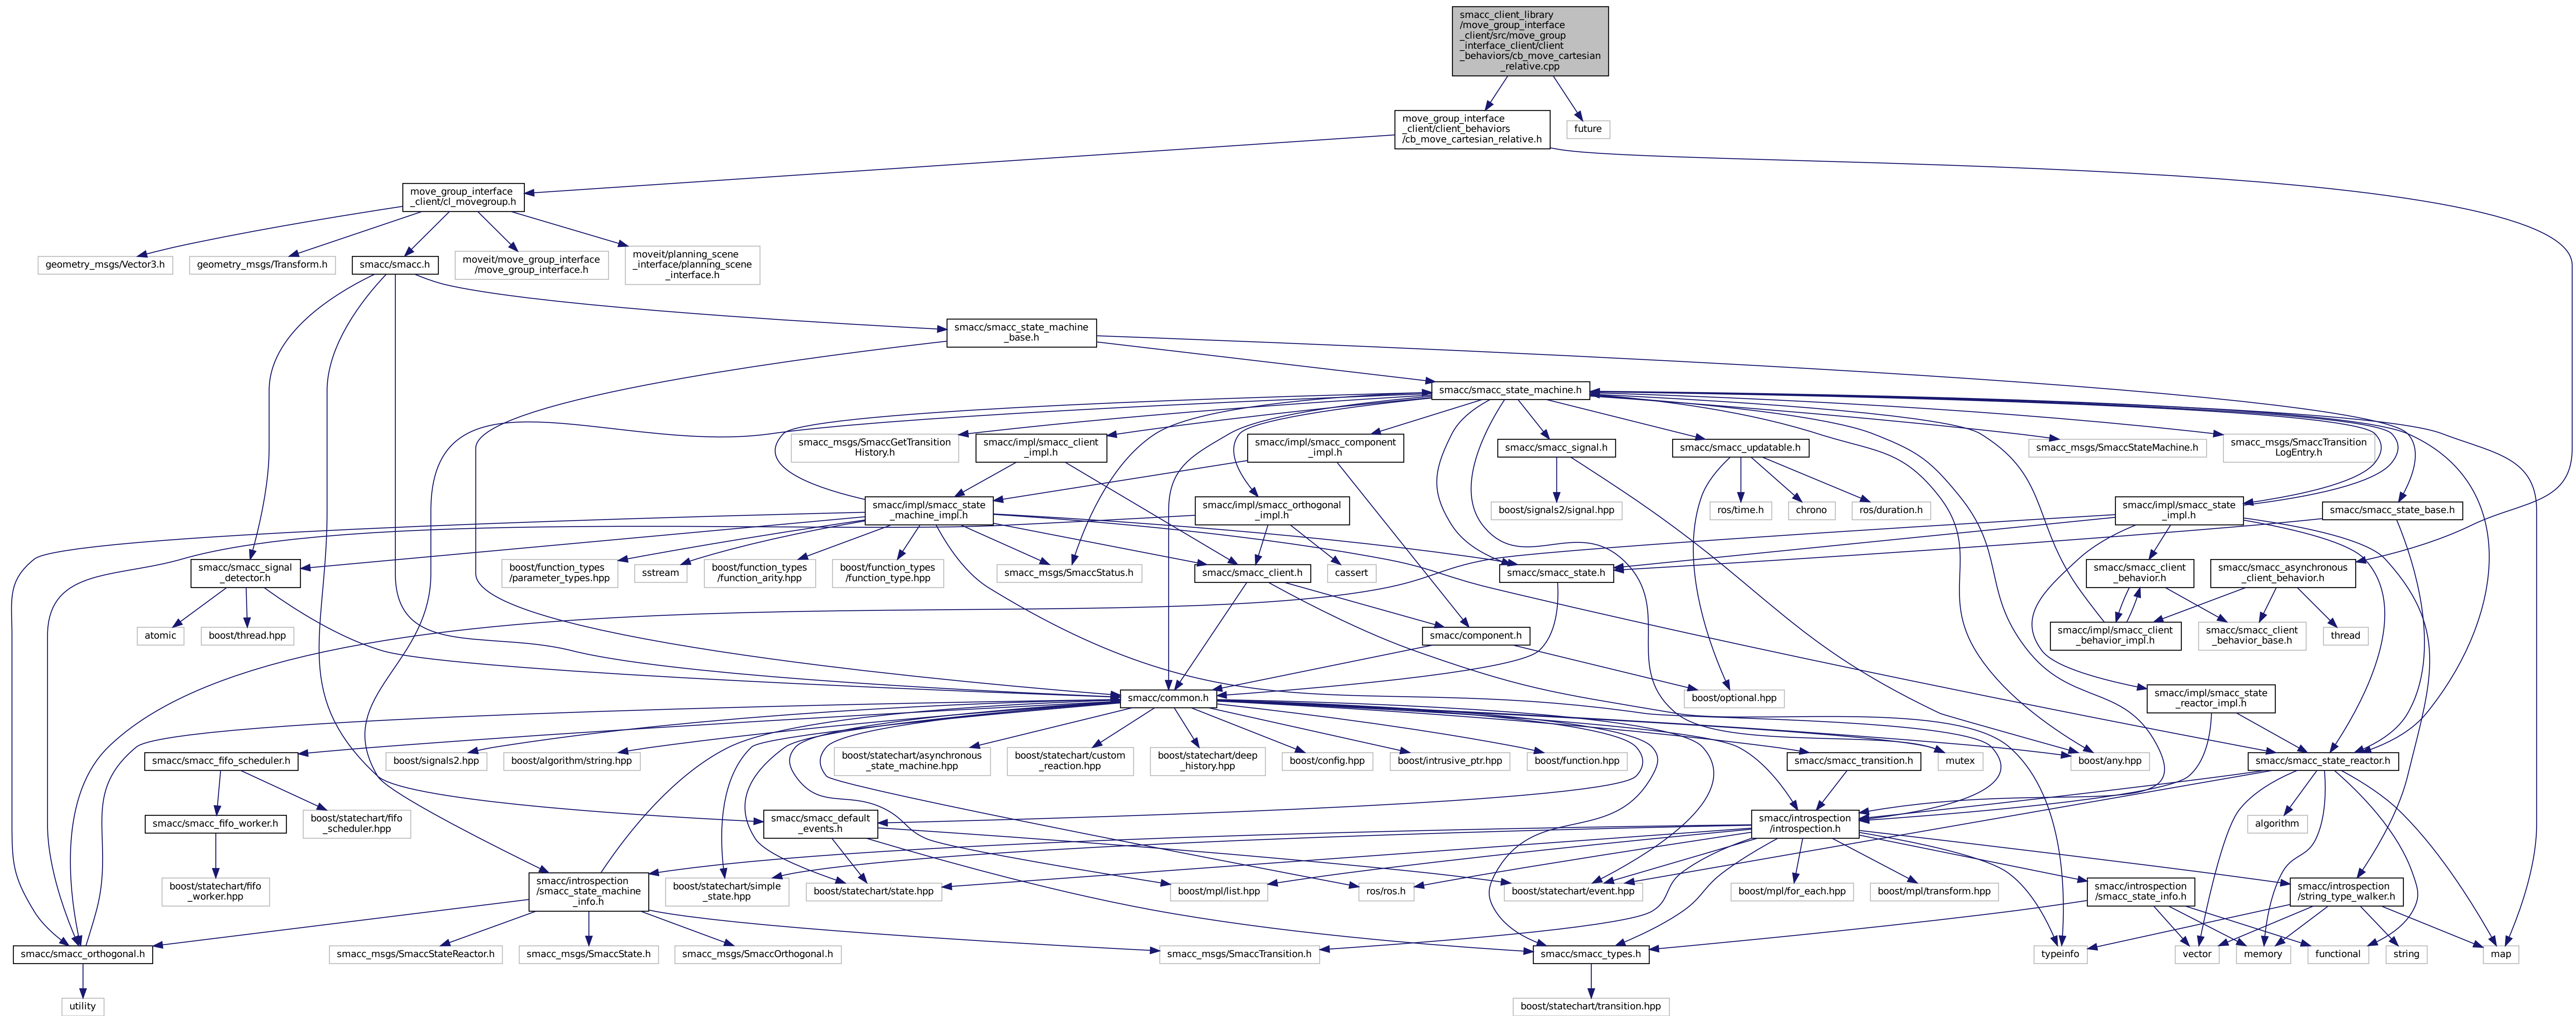 smacc_client_library
/move_group_interface
_client/src/move_group
_interface_client/client
_behaviors/cb_move_cartesian
_relative.cpp
move_group_interface
_client/client_behaviors
/cb_move_cartesian_relative.h
future
move_group_interface
_client/cl_movegroup.h
geometry_msgs/Vector3.h
geometry_msgs/Transform.h
smacc/smacc.h
moveit/move_group_interface
/move_group_interface.h
moveit/planning_scene
_interface/planning_scene
_interface.h
smacc/smacc_state_machine
_base.h
smacc/smacc_state_machine.h
smacc_msgs/SmaccGetTransition
History.h
smacc/impl/smacc_client
_impl.h
smacc/impl/smacc_component
_impl.h
smacc/smacc_signal.h
smacc/smacc_updatable.h
smacc_msgs/SmaccStateMachine.h
smacc_msgs/SmaccTransition
LogEntry.h
smacc/impl/smacc_state
_machine_impl.h
smacc/impl/smacc_orthogonal
_impl.h
boost/signals2/signal.hpp
ros/time.h
chrono
ros/duration.h
smacc/impl/smacc_state
_impl.h
smacc/smacc_state_base.h
smacc/smacc_signal
_detector.h
boost/function_types
/parameter_types.hpp
sstream
boost/function_types
/function_arity.hpp
boost/function_types
/function_type.hpp
smacc_msgs/SmaccStatus.h
smacc/smacc_client.h
cassert
smacc/smacc_state.h
smacc/smacc_client
_behavior.h
smacc/smacc_asynchronous
_client_behavior.h
atomic
boost/thread.hpp
smacc/component.h
smacc/impl/smacc_client
_behavior_impl.h
smacc/smacc_client
_behavior_base.h
thread
smacc/common.h
boost/optional.hpp
smacc/impl/smacc_state
_reactor_impl.h
smacc/smacc_fifo_scheduler.h
boost/signals2.hpp
boost/algorithm/string.hpp
boost/statechart/asynchronous
_state_machine.hpp
boost/statechart/custom
_reaction.hpp
boost/statechart/deep
_history.hpp
boost/config.hpp
boost/intrusive_ptr.hpp
boost/function.hpp
smacc/smacc_transition.h
mutex
boost/any.hpp
smacc/smacc_state_reactor.h
smacc/smacc_fifo_worker.h
boost/statechart/fifo
_scheduler.hpp
smacc/smacc_default
_events.h
smacc/introspection
/introspection.h
algorithm
boost/statechart/fifo
_worker.hpp
smacc/introspection
/smacc_state_machine
_info.h
boost/statechart/simple
_state.hpp
boost/statechart/state.hpp
boost/mpl/list.hpp
ros/ros.h
boost/statechart/event.hpp
boost/mpl/for_each.hpp
boost/mpl/transform.hpp
smacc/introspection
/smacc_state_info.h
smacc/introspection
/string_type_walker.h
smacc/smacc_orthogonal.h
smacc_msgs/SmaccStateReactor.h
smacc_msgs/SmaccState.h
smacc_msgs/SmaccOrthogonal.h
smacc_msgs/SmaccTransition.h
smacc/smacc_types.h
typeinfo
vector
memory
functional
string
map
utility
boost/statechart/transition.hpp